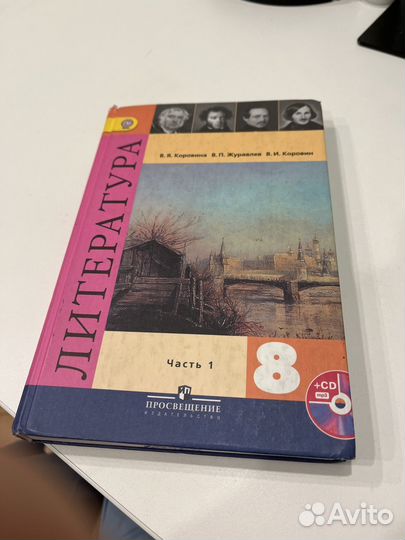 В. Я. Коровина В. П. Журавлев В. И. Коровин
ЛИТЕРАТУРА
Часть 1
8
ПРОСВЕЩЕНИЕ
ИЗДАТЕЛЬСТВО
+CD
mp3
Avito